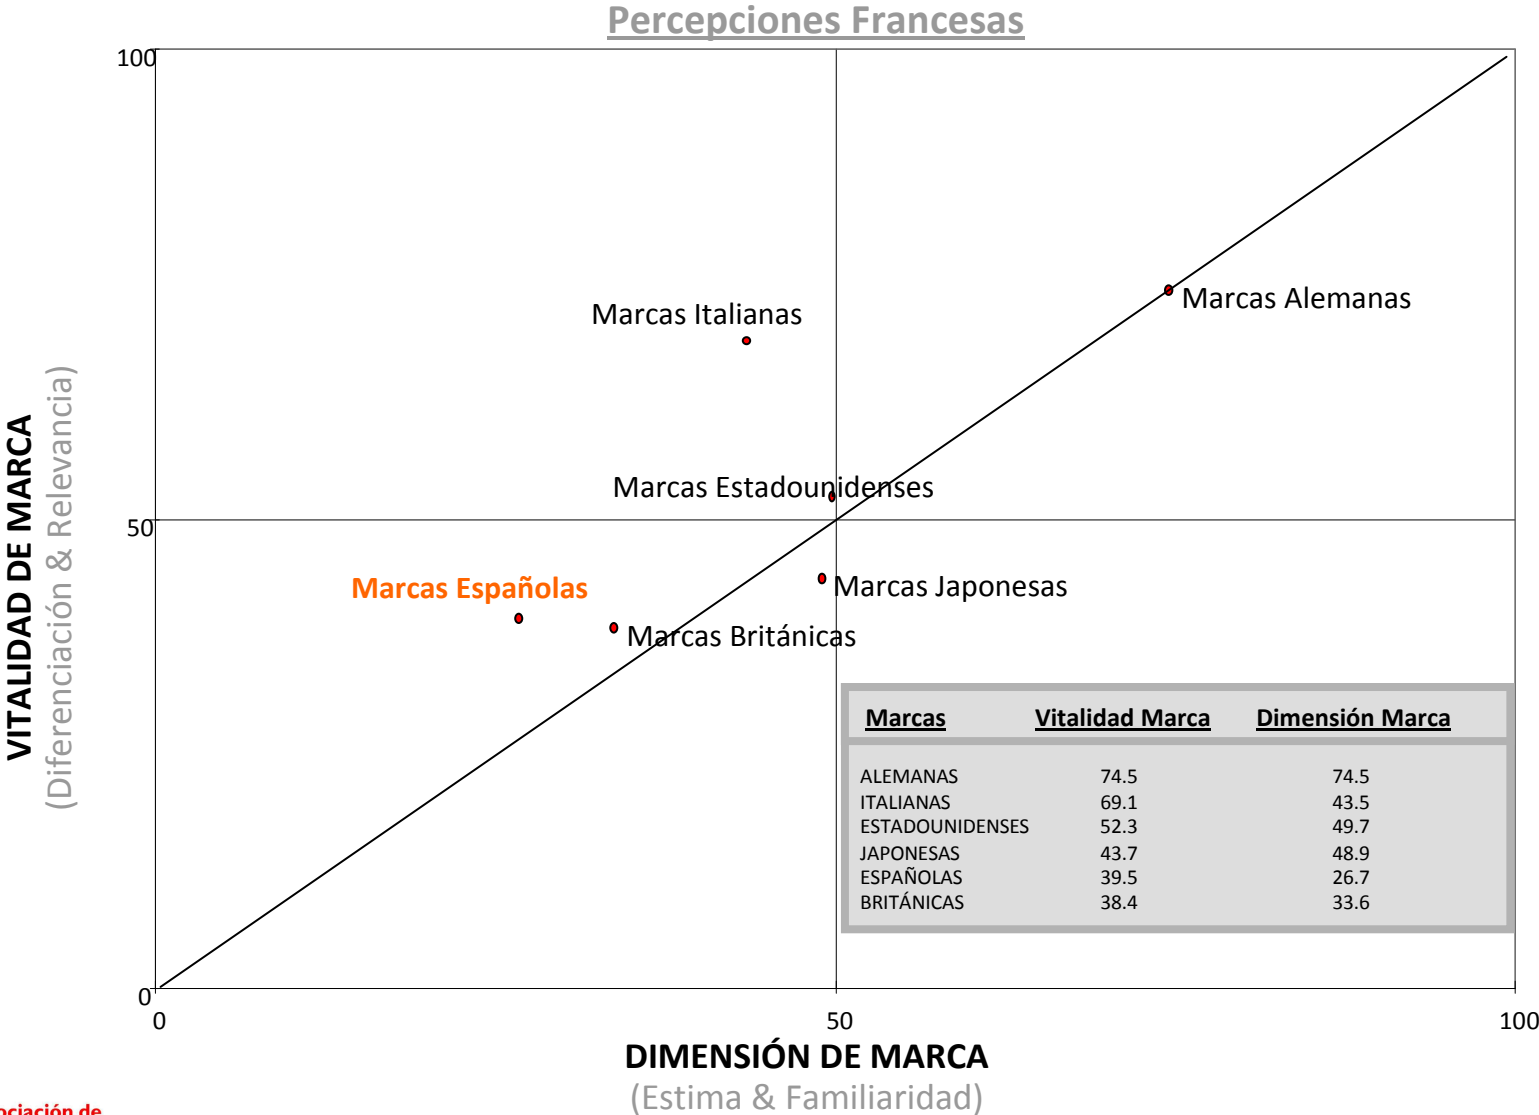 Percepciones Francesas
100
Marcas Italianas
Marcas Alemanas
VITALIDAD DE MARCA
(Diferenciación & Relevancia)
Marcas Estadounidenses
50
Marcas Españolas
Marcas Japonesas
Marcas Británicas
Marcas Vitalidad Marca Dimensión Marca
ALEMANAS 74.5 74.5
ITALIANAS 69.1 43.5
ESTADOUNIDENSES 52.3 49.7
JAPONESAS 43.7 48.9
ESPAÑOLAS 39.5 26.7
BRITÁNICAS 38.4 33.6
0
0 50 100
DIMENSIÓN DE MARCA
(Estima & Familiaridad)
ociación de